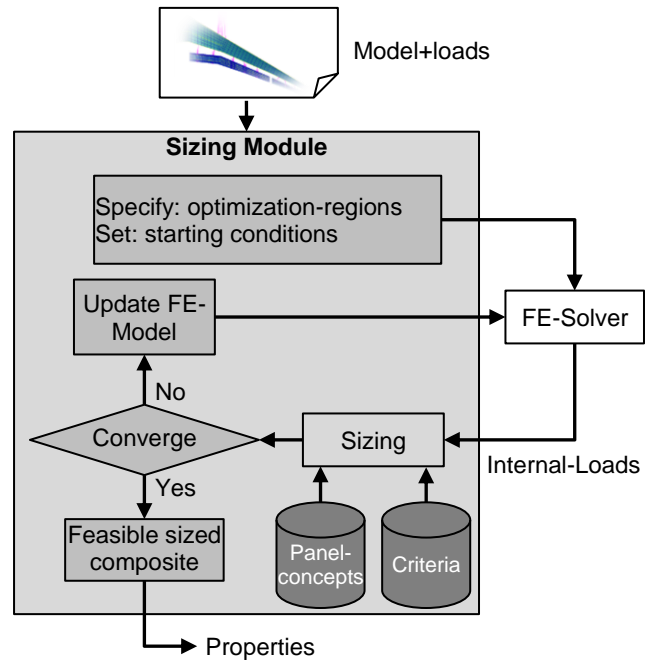 Model+loads
Sizing Module
Specify: optimization-regions
Set: starting conditions
Update FE-
Model
FE-Solver
No
Converge
Sizing
Internal-Loads
Yes
Feasible sized
composite
Panel-
concepts
Criteria
Properties